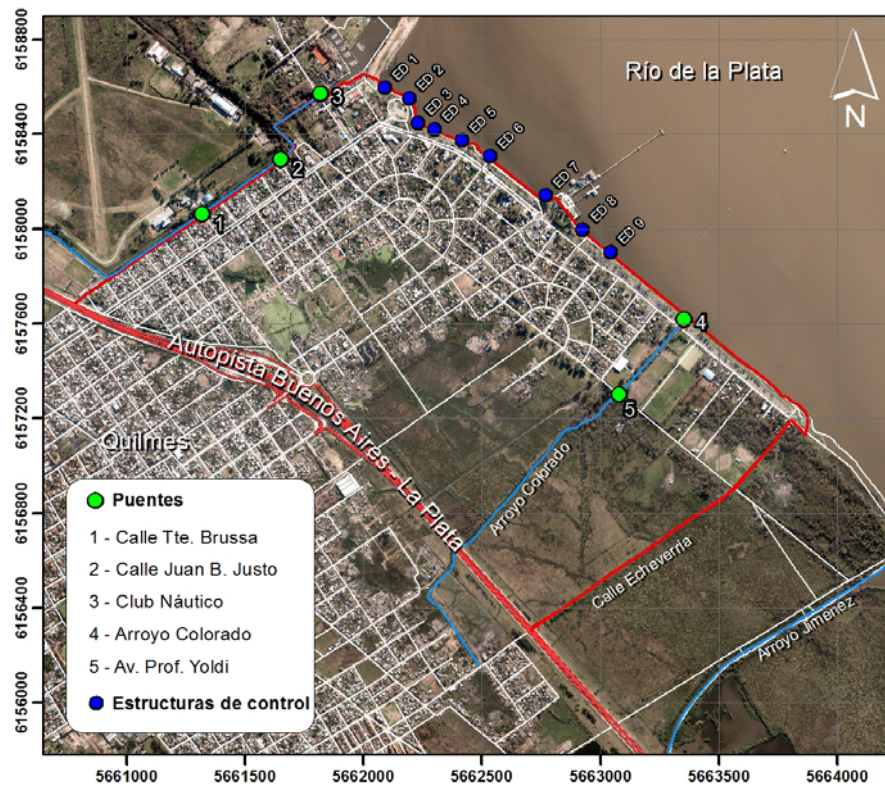 Río de la Plata
N
ED 1
ED 2
ED 3
ED 4
ED 5
ED 6
ED 7
ED 8
ED 9
3
2
1
4
5
Autopista Buenos Aires - La Plata
Quilmes
Arroyo Colorado
Calle Echeverría
Arroyo Jimenez
Puentes
1 - Calle Tte. Brussa
2 - Calle Juan B. Justo
3 - Club Náutico
4 - Arroyo Colorado
5 - Av. Prof. Yoldi
Estructuras de control
6158800
6158400
6158000
6157600
6157200
6156800
6156400
6156000
5661000
5661500
5662000
5662500
5663000
5663500
5664000